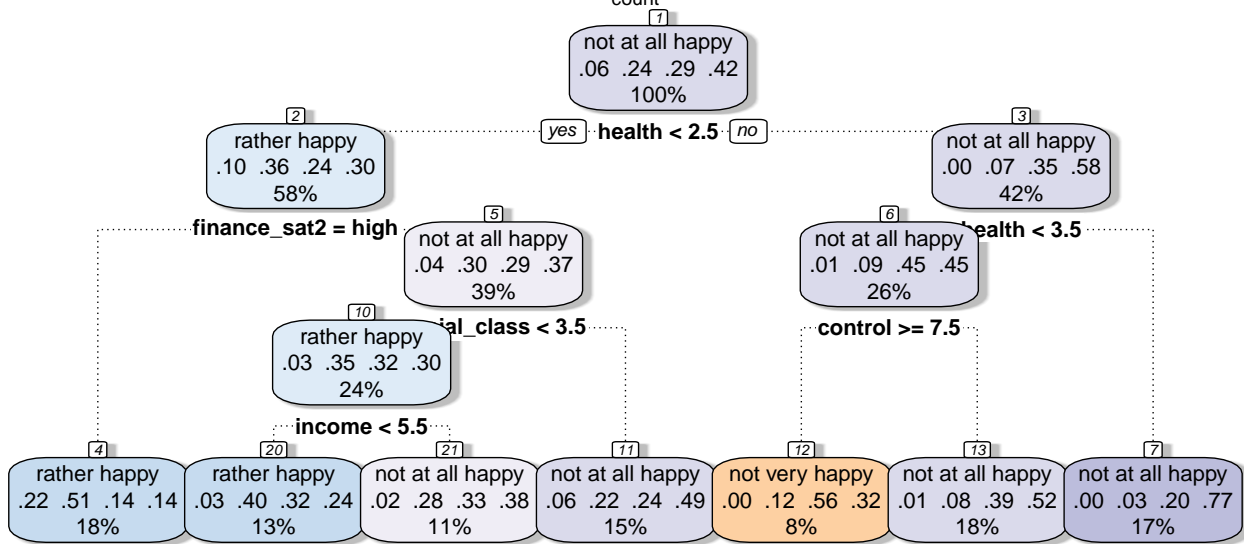 count
1
not at all happy
.06 .24 .29 .42
100%
yes health < 2.5 no
2
rather happy
.10 .36 .24 .30
58%
3
not at all happy
.00 .07 .35 .58
42%
finance_sat2 = high
5
not at all happy
.04 .30 .29 .37
39%
6
not at all happy
.01 .09 .45 .45
26%
ealth < 3.5
10
rather happy
.03 .35 .32 .30
24%
ial_class < 3.5
control >= 7.5
income < 5.5
4
rather happy
.22 .51 .14 .14
18%
20
rather happy
.03 .40 .32 .24
13%
21
not at all happy
.02 .28 .33 .38
11%
11
not at all happy
.06 .22 .24 .49
15%
12
not very happy
.00 .12 .56 .32
8%
13
not at all happy
.01 .08 .39 .52
18%
7
not at all happy
.00 .03 .20 .77
17%